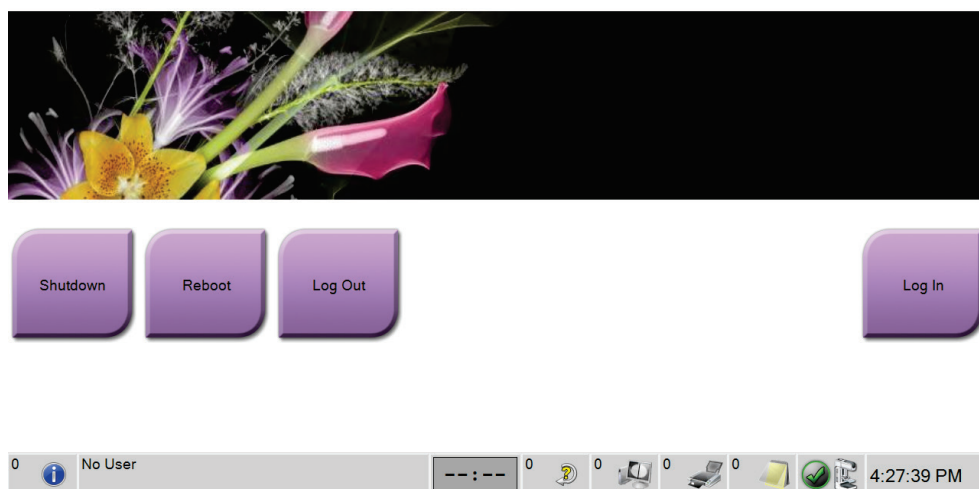 Shutdown
Reboot
Log Out
Log In
0
No User
--:--
0
0
0
0
4:27:39 PM